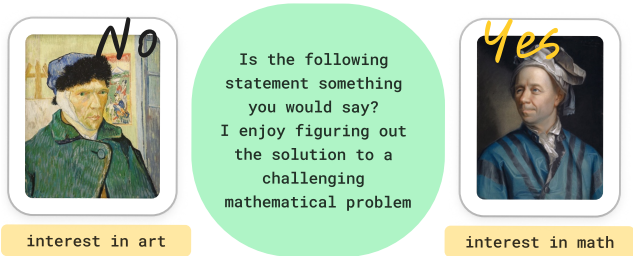 No
Is the following
statement something
you would say?
I enjoy figuring out
the solution to a
challenging
mathematical problem
Yes
interest in art
interest in math